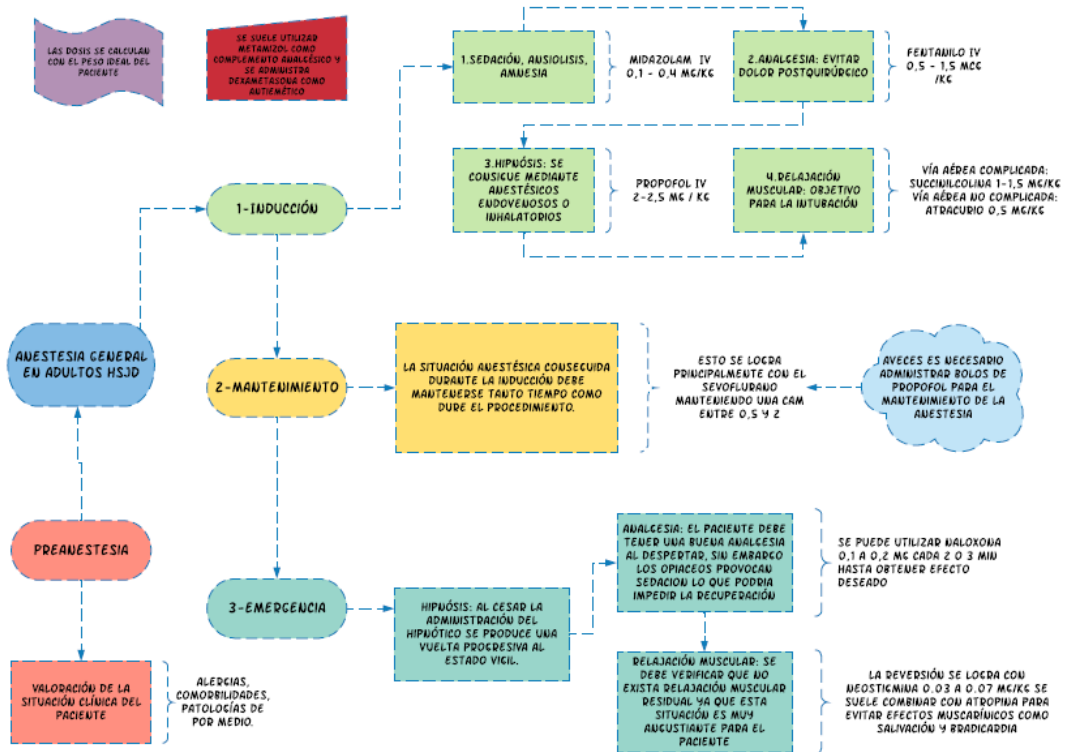 LAS DOSIS SE CALCULAN
CON EL PESO IDEAL DEL
PACIENTE
SE SUELE UTILIZAR
METAMIZOL COMO
COMPLEMENTO ANALGÉSICO Y
SE ADMINISTRA
DEXAMETASONA COMO
ANTIEMÉTICO
1.SEDACIÓN, ANSIOLISIS,
AMNESIA
MIDAZOLAM IV
0,1 - 0,4 MG/KG
2.ANALGESIA: EVITAR
DOLOR POSTQUIRÚRGICO
FENTANILO IV
0,5 - 1,5 MCG
/KG
3.HIPNÓSIS: SE
CONSIGUE MEDIANTE
ANESTÉSICOS
ENDOVENOSOS O
INHALATORIOS
PROPOFOL IV
2-2,5 MG / KG
4.RELAJACIÓN
MUSCULAR: OBJETIVO
PARA LA INTUBACIÓN
VÍA AÉREA COMPLICADA:
SUCCINILCOLINA 1-1,5 MG/KG
VÍA AÉREA NO COMPLICADA:
ATRACURIO 0,5 MG/KG
1-INDUCCIÓN
ANESTESIA GENERAL
EN ADULTOS HSJD
2-MANTENIMIENTO
LA SITUACIÓN ANESTÉSICA CONSEGUIDA
DURANTE LA INDUCCIÓN DEBE
MANTENERSE TANTO TIEMPO COMO
DURE EL PROCEDIMIENTO.
ESTO SE LOGRA
PRINCIPALMENTE CON EL
SEVOFLURANO
MANTENIENDO UNA CAM
ENTRE 0,5 Y 2
AVECES ES NECESARIO
ADMINISTRAR BOLOS DE
PROPOFOL PARA EL
MANTENIMIENTO DE LA
ANESTESIA
PREANESTESIA
VALORACIÓN DE LA
SITUACIÓN CLÍNICA DEL
PACIENTE
ALERGIAS,
COMORBILIDADES,
PATOLOGÍAS DE
POR MEDIO.
3-EMERGENCIA
HIPNÓSIS: AL CESAR LA
ADMINISTRACIÓN DEL
HIPNÓTICO SE PRODUCE UNA
VUELTA PROGRESIVA AL
ESTADO VIGIL.
ANALGESIA: EL PACIENTE DEBE
TENER UNA BUENA ANALGESIA
AL DESPERTAR, SIN EMBARGO
LOS OPIACEOS PROVOCAN
SEDACION LO QUE PODRIA
IMPEDIR LA RECUPERACIÓN
SE PUEDE UTILIZAR NALOXONA
0,1 A 0,2 MG CADA 2 O 3 MIN
HASTA OBTENER EFECTO
DESEADO
RELAJACIÓN MUSCULAR: SE
DEBE VERIFICAR QUE NO
EXISTA RELAJACIÓN MUSCULAR
RESIDUAL YA QUE ESTA
SITUACIÓN ES MUY
ANGUSTIANTE PARA EL
PACIENTE
LA REVERSIÓN SE LOGRA CON
NEOSTIGMINA 0.03 A 0.07 MG/KG SE
SUELE COMBINAR CON ATROPINA PARA
EVITAR EFECTOS MUSCARÍNICOS COMO
SALIVACIÓN Y BRADICARDIA